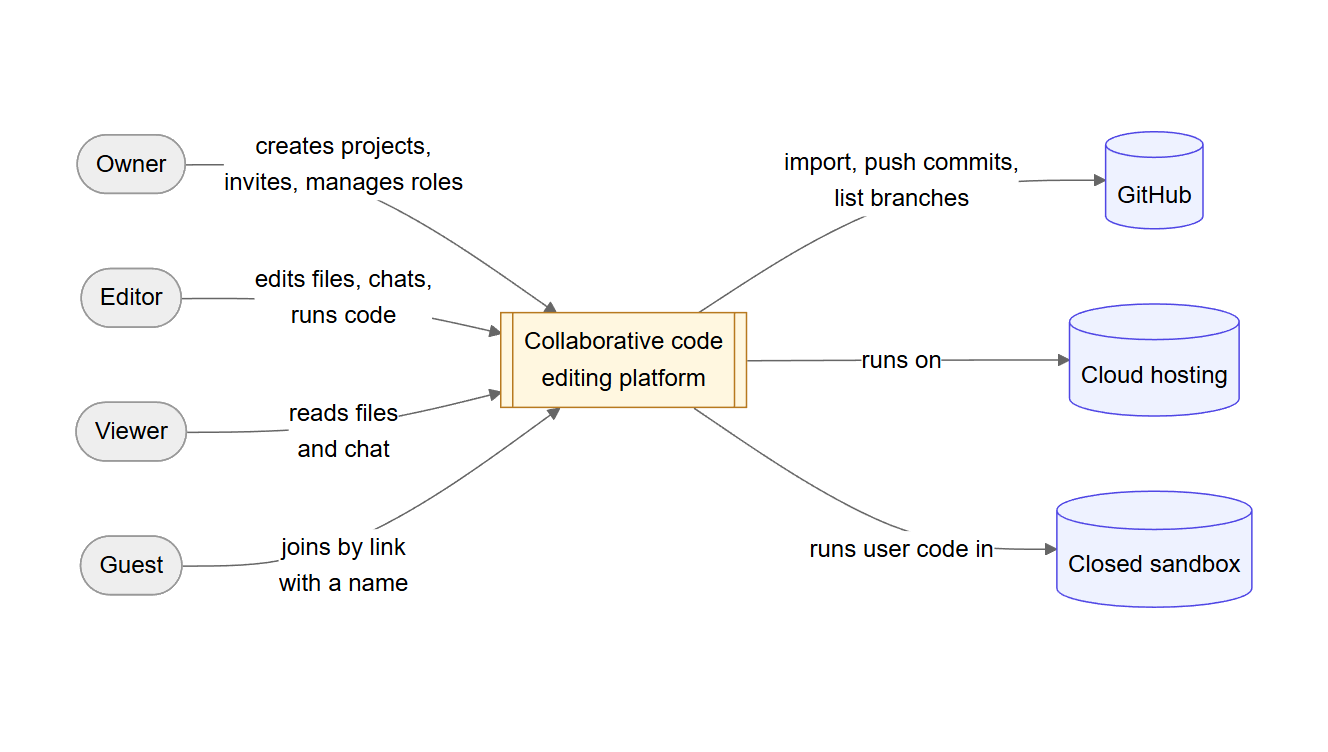 Owner
creates projects,
invites, manages roles
Editor
edits files, chats,
runs code
Viewer
reads files
and chat
Guest
joins by link
with a name
Collaborative code
editing platform
import, push commits,
list branches
GitHub
runs on
Cloud hosting
runs user code in
Closed sandbox